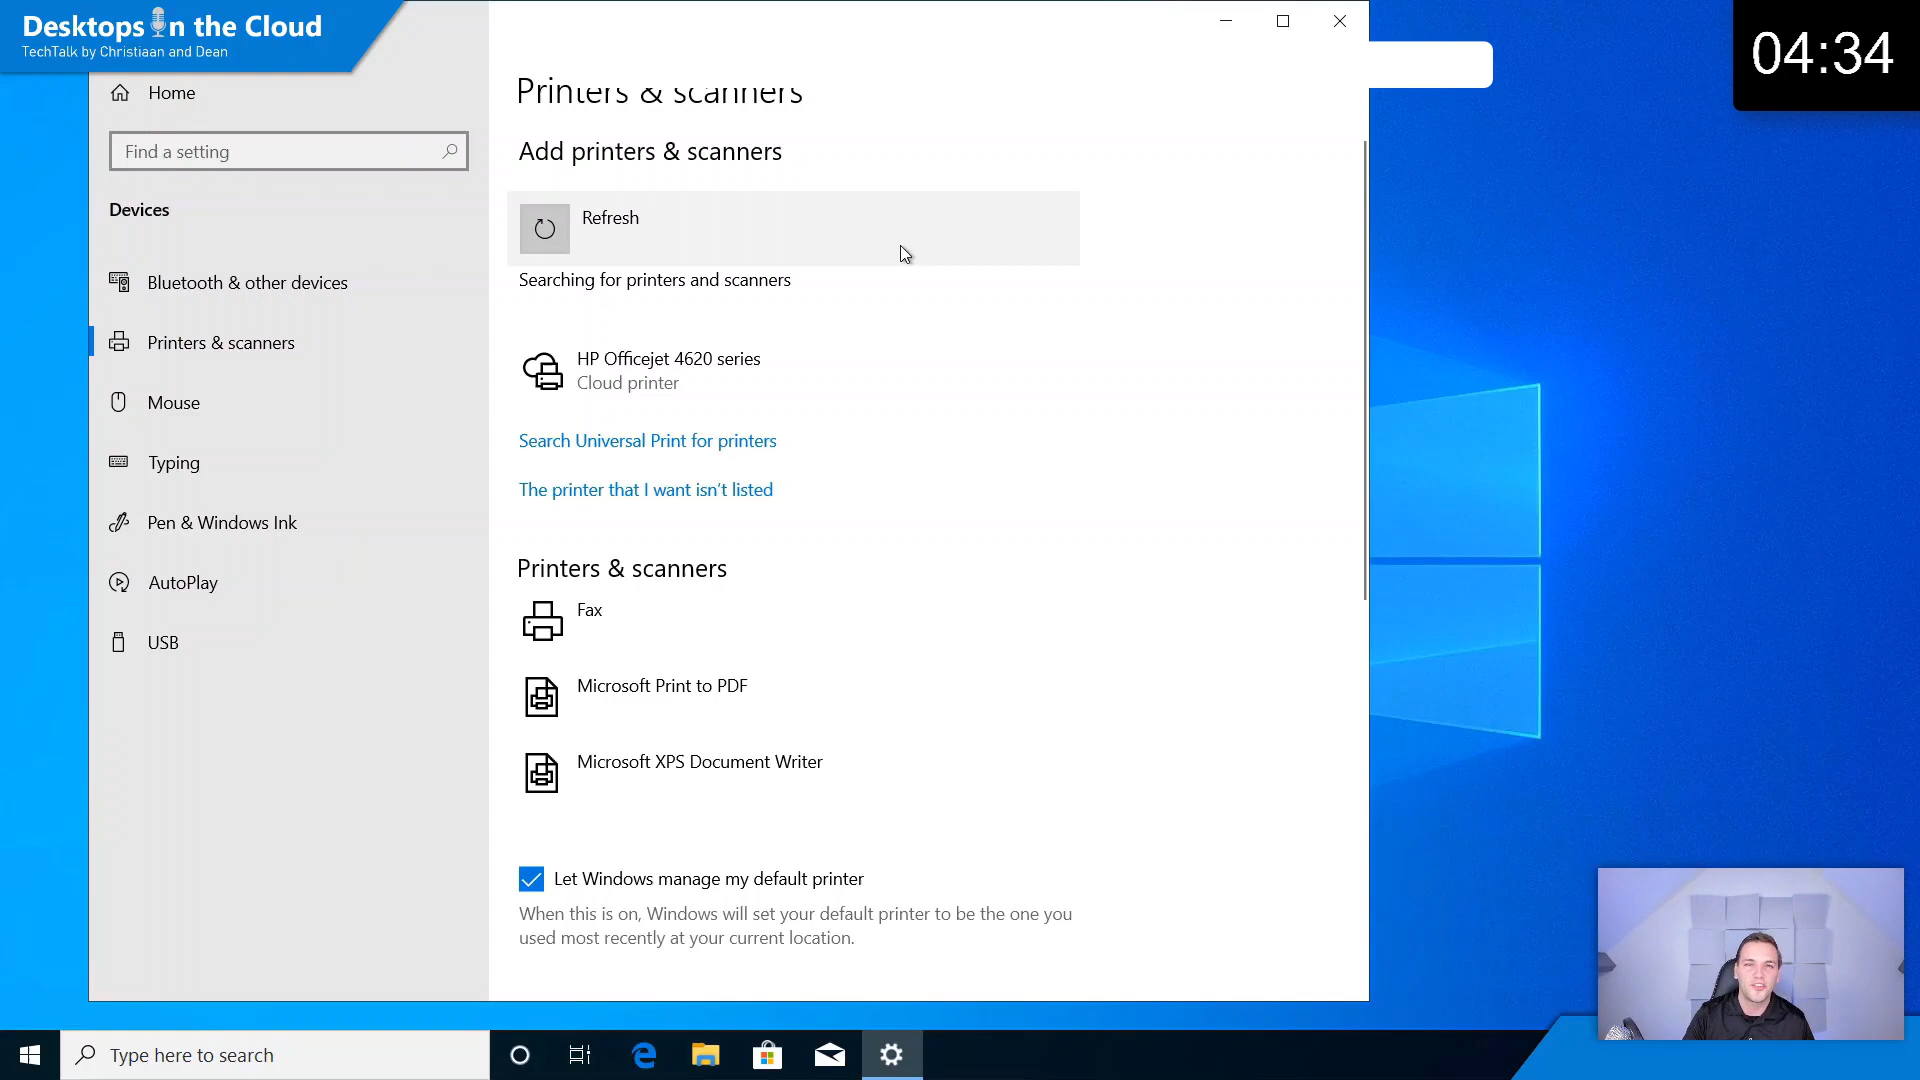 Desktops In the Cloud
TechTalk by Christiaan and Dean
04:34
Home
Find a setting
Devices
Bluetooth & other devices
Printers & scanners
Mouse
Typing
Pen & Windows Ink
AutoPlay
USB
Printers & scanners
Add printers & scanners
Refresh
Searching for printers and scanners
HP Officejet 4620 series
Cloud printer
Search Universal Print for printers
The printer that I want isn't listed
Printers & scanners
Fax
Microsoft Print to PDF
Microsoft XPS Document Writer
Let Windows manage my default printer
When this is on, Windows will set your default printer to be the one you
used most recently at your current location.
Type here to search